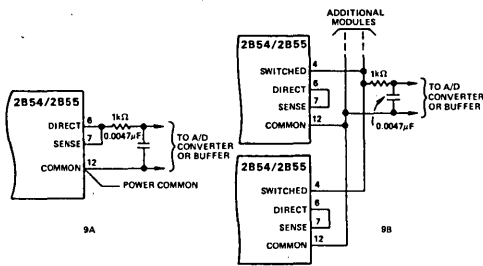 ADDITIONAL
MODULES
2B54/2B55
SWITCHED 4
DIRECT 6
SENSE 7
COMMON 12
1kΩ
0.0047µF
TO A/D
CONVERTER
OR BUFFER
2B54/2B55
DIRECT 6
SENSE 7
COMMON 12
1kΩ
0.0047µF
TO A/D
CONVERTER
OR BUFFER
POWER COMMON
9A
2B54/2B55
SWITCHED 4
DIRECT 6
SENSE 7
COMMON 12
9B